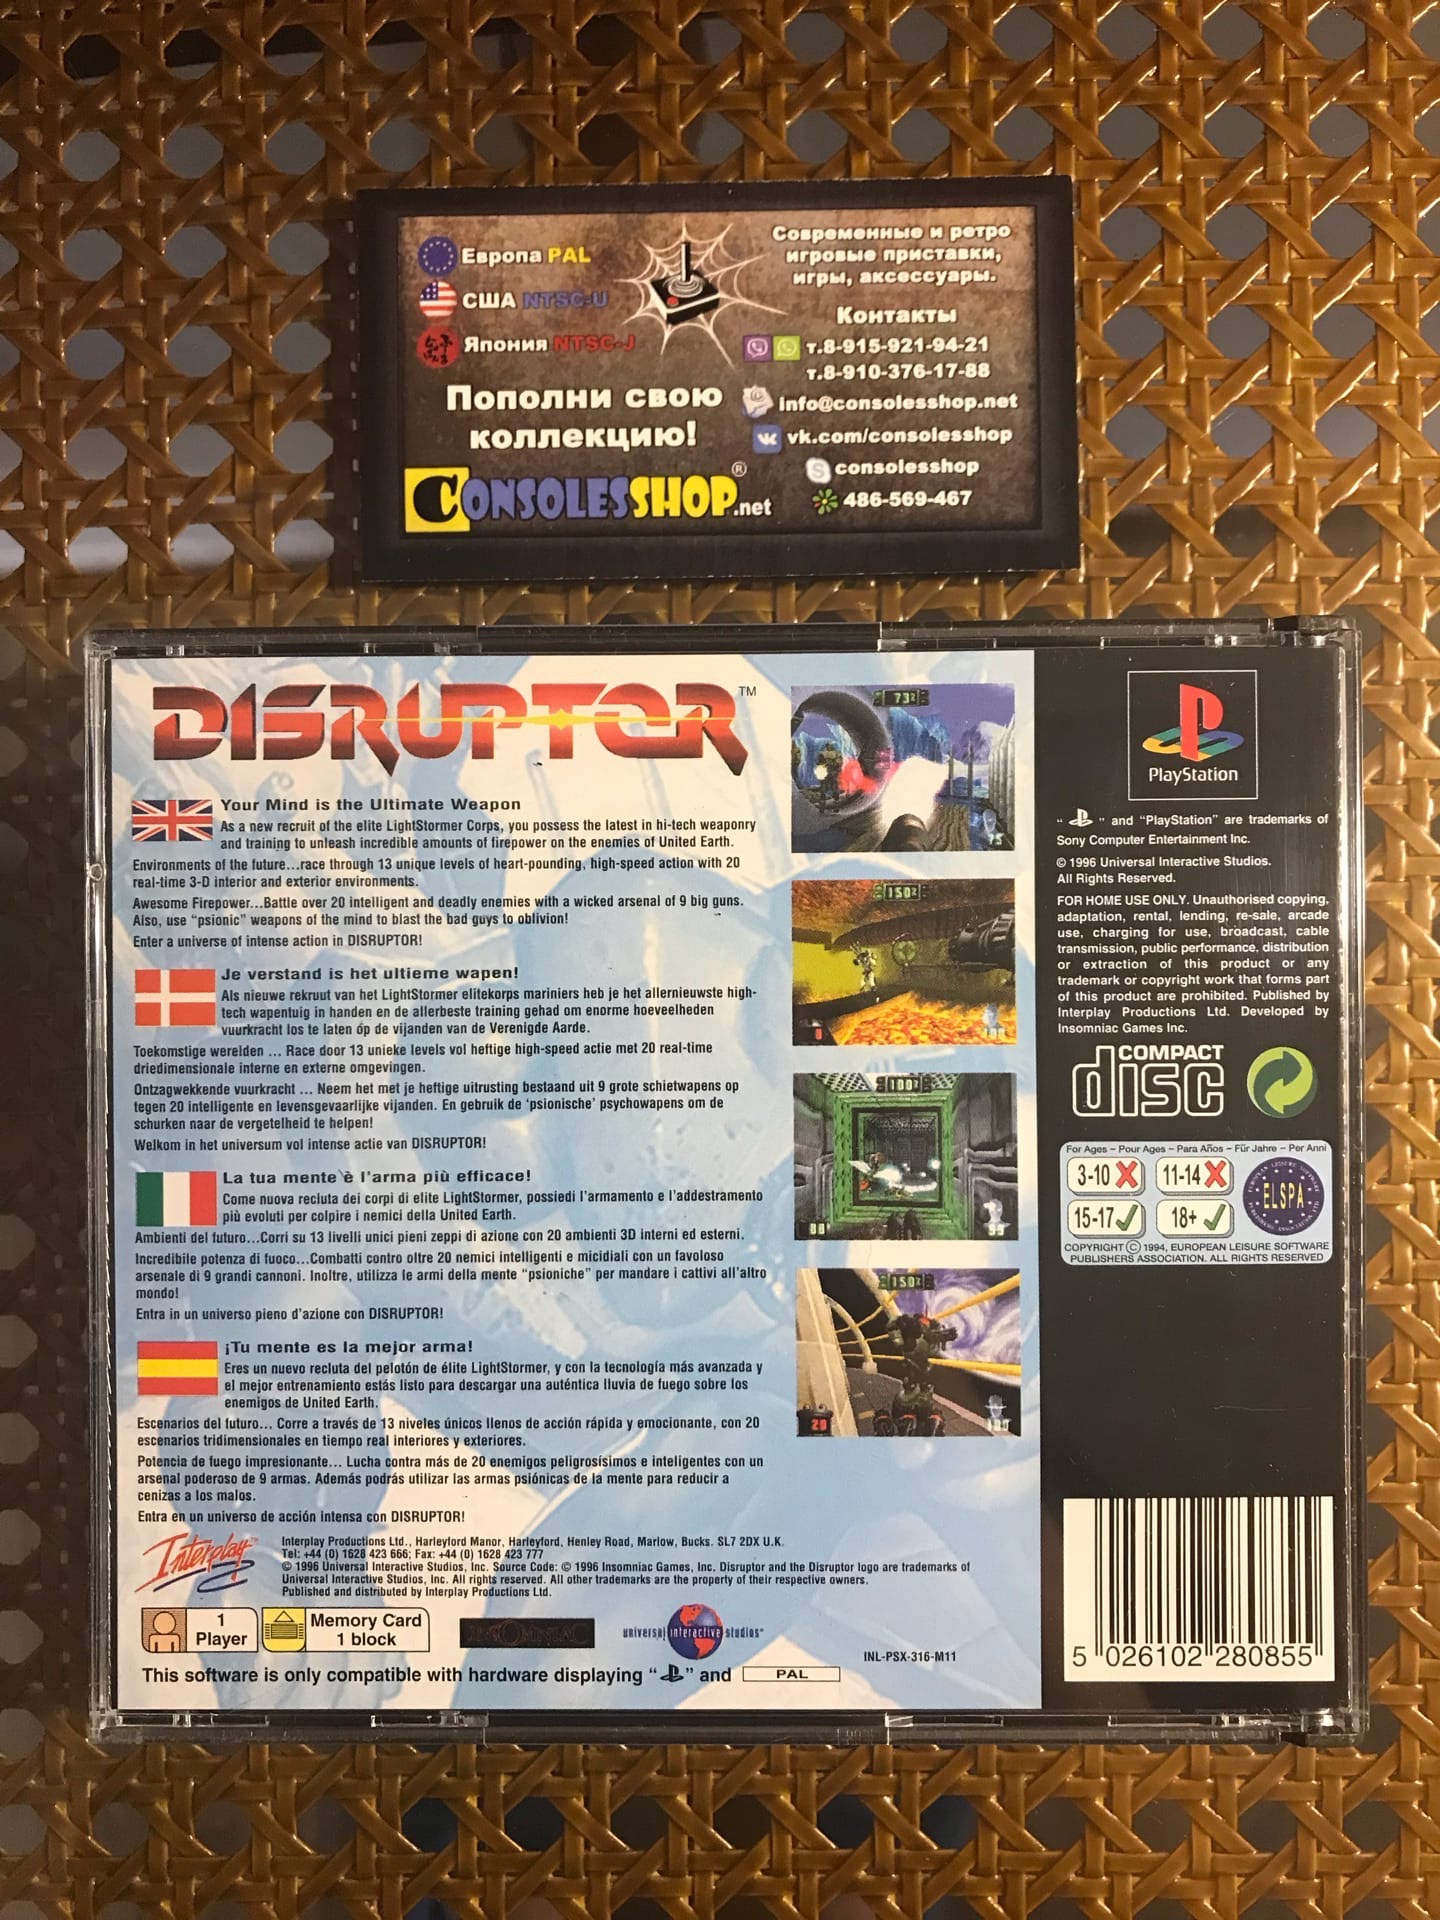 Европа PAL
США NTSC-U
Япония NTSC-J
Пополни свою
коллекцию!
CONSOLESSHOP.net
®
Современные и ретро
игровые приставки,
игры, аксессуары.
Контакты
т.8-915-921-94-21
т.8-910-376-17-88
info@consolesshop.net
vk.com/consolesshop
consolesshop
486-569-467
DISRUPTOR™
Your Mind is the Ultimate Weapon
As a new recruit of the elite LightStormer Corps, you possess the latest in hi-tech weaponry
and training to unleash incredible amounts of firepower on the enemies of United Earth.
Environments of the future...race through 13 unique levels of heart-pounding, high-speed action with 20
real-time 3-D interior and exterior environments.
Awesome Firepower...Battle over 20 intelligent and deadly enemies with a wicked arsenal of 9 big guns.
Also, use “psionic” weapons of the mind to blast the bad guys to oblivion!
Enter a universe of intense action in DISRUPTOR!
Je verstand is het ultieme wapen!
Als nieuwe rekruut van het LightStormer elitekorps mariniers heb je het allernieuwste high-
tech wapentuig in handen en de allerbeste training gehad om enorme hoeveelheden
vuurkracht los te laten óp de vijanden van de Verenigde Aarde.
Toekomstige werelden ... Race door 13 unieke levels vol heftige high-speed actie met 20 real-time
driedimensionale interne en externe omgevingen.
Ontzagwekkende vuurkracht ... Neem het met je heftige uitrusting bestaand uit 9 grote schietwapens op
tegen 20 intelligente en levensgevaarlijke vijanden. En gebruik de ‘psionische’ psychowapens om de
schurken naar de vergetelheid te helpen!
Welkom in het universum vol intense actie van DISRUPTOR!
La tua mente è l’arma più efficace!
Come nuova recluta dei corpi di elite LightStormer, possiedi l’armamento e l’addestramento
più evoluti per colpire i nemici della United Earth.
Ambienti del futuro...Corri su 13 livelli unici pieni zeppi di azione con 20 ambienti 3D interni ed esterni.
Incredibile potenza di fuoco...Combatti contro oltre 20 nemici intelligenti e micidiali con un favoloso
arsenale di 9 grandi cannoni. Inoltre, utilizza le armi della mente “psioniche” per mandare i cattivi all’altro
mondo!
Entra in un universo pieno d’azione con DISRUPTOR!
¡Tu mente es la mejor arma!
Eres un nuevo recluta del pelotón de élite LightStormer, y con la tecnología más avanzada y
el mejor entrenamiento estás listo para descargar una auténtica lluvia de fuego sobre los
enemigos de United Earth.
Escenarios del futuro... Corre a través de 13 niveles únicos llenos de acción rápida y emocionante, con 20
escenarios tridimensionales en tiempo real interiores y exteriores.
Potencia de fuego impresionante... Lucha contra más de 20 enemigos peligrosísimos e inteligentes con un
arsenal poderoso de 9 armas. Además podrás utilizar las armas psiónicas de la mente para reducir a
cenizas a los malos.
Entra en un universo de acción intensa con DISRUPTOR!
Interplay™
Interplay Productions Ltd., Harleyford Manor, Harleyford, Henley Road, Marlow, Bucks. SL7 2DX U.K.
Tel: +44 (0) 1628 423 666; Fax: +44 (0) 1628 423 777
© 1996 Universal Interactive Studios, Inc. Source Code: © 1996 Insomniac Games, Inc. Disruptor and the Disruptor logo are trademarks of
Universal Interactive Studios, Inc. All rights reserved. All other trademarks are the property of their respective owners.
Published and distributed by Interplay Productions Ltd.
1
Player
Memory Card
1 block
INSOMNIAC
universal interactive studios
INL-PSX-316-M11
This software is only compatible with hardware displaying “ ” and PAL
73%
75
150%
100%
88
99
150%
20
100
PlayStation
“ ” and “PlayStation” are trademarks of
Sony Computer Entertainment Inc.
© 1996 Universal Interactive Studios.
All Rights Reserved.
FOR HOME USE ONLY. Unauthorised copying,
adaptation, rental, lending, re-sale, arcade
use, charging for use, broadcast, cable
transmission, public performance, distribution
or extraction of this product or any
trademark or copyright work that forms part
of this product are prohibited. Published by
Interplay Productions Ltd. Developed by
Insomniac Games Inc.
COMPACT
disc
For Ages – Pour Ages – Para Años – Für Jahre – Per Anni
3-10
11-14
15-17
18+
ELSPA
COPYRIGHT © 1994, EUROPEAN LEISURE SOFTWARE
PUBLISHERS ASSOCIATION. ALL RIGHTS RESERVED
5 026102 280855